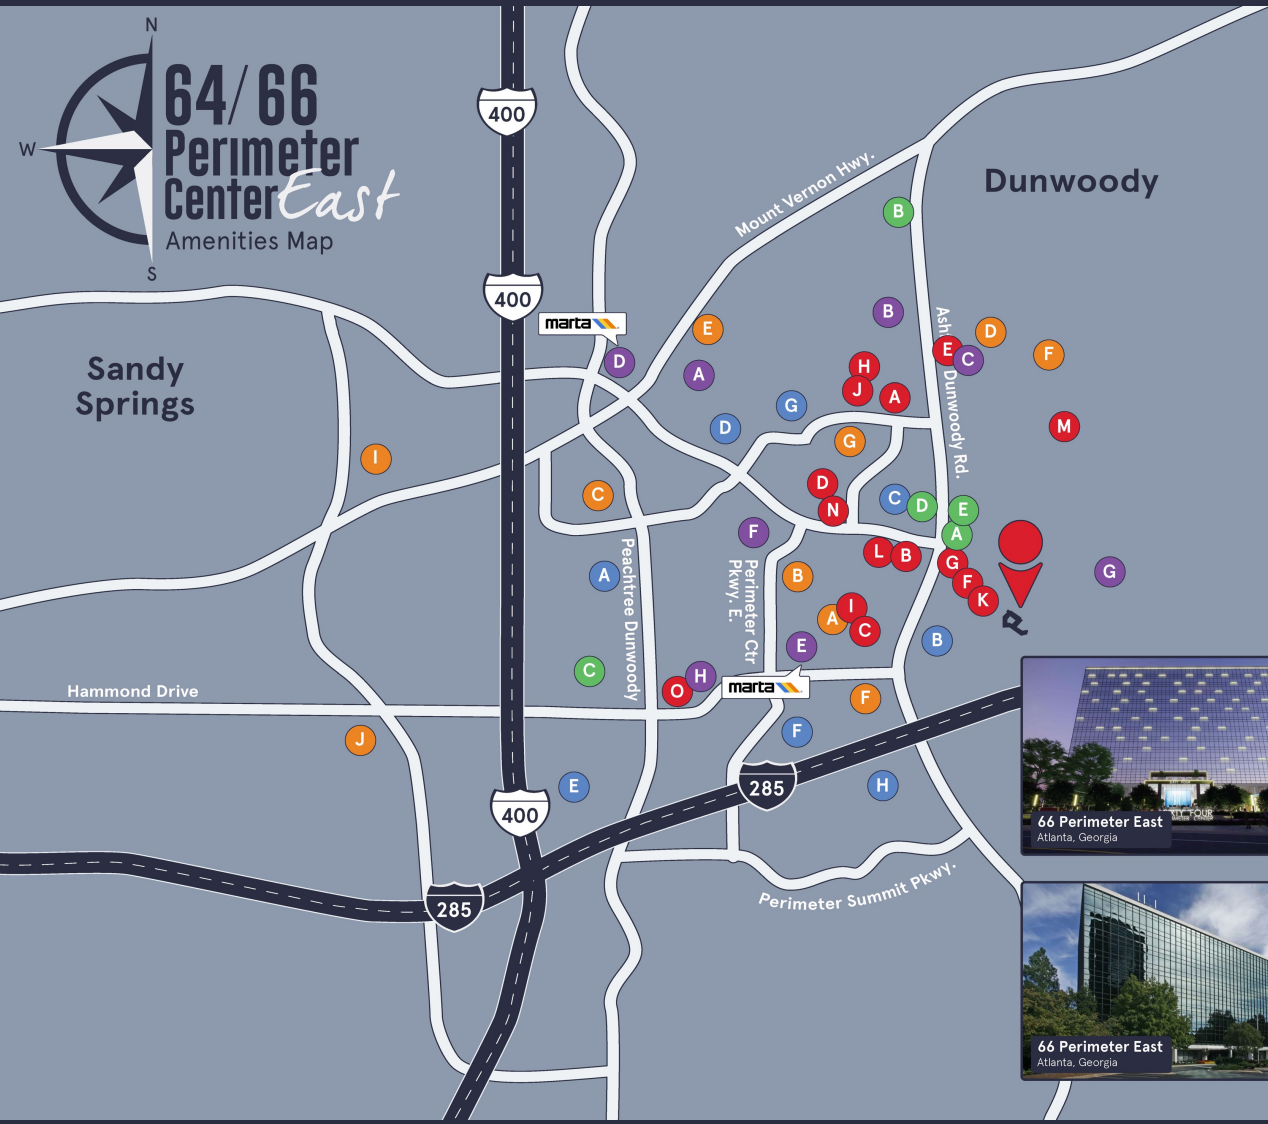 N
W
S
64/66
Perimeter
Center East
Amenities Map
400
Dunwoody
Mount Vernon Hwy.
B
400
marta
B
E
D
Ash
E
C
F
D
A
H
J
A
Sandy
Springs
G
Dunwoody Rd.
M
D
G
I
C
D
N
C
D
E
A
F
L
B
G
F
K
G
Peachtree Dunwoody
A
Perimeter Ctr
Pkwy. E.
B
A
I
C
B
E
C
H
O
marta
F
Hammond Drive
J
F
E
285
H
400
66 Perimeter East
Atlanta, Georgia
285
Perimeter Summit Pkwy.
66 Perimeter East
Atlanta, Georgia